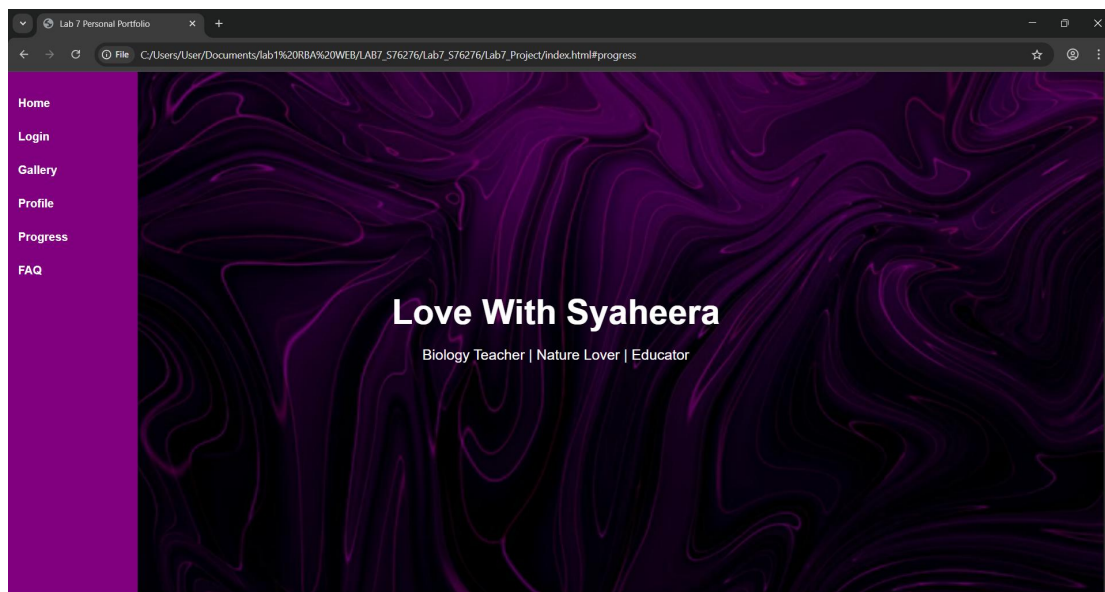 Lab 7 Personal Portfolio
File C:/Users/User/Documents/lab1%20RBA%20WEB/LAB7_S76276/Lab7_S76276/Lab7_Project/index.html#progress
Home
Login
Gallery
Profile
Progress
FAQ
Love With Syaheera
Biology Teacher | Nature Lover | Educator